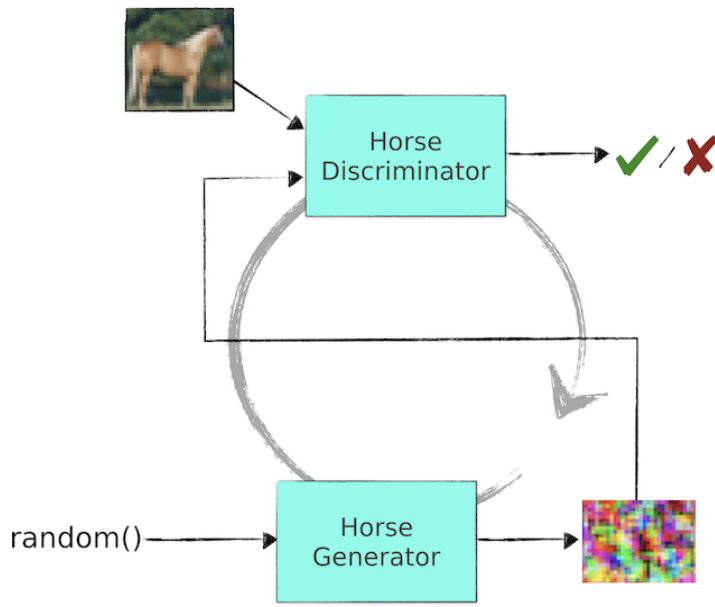 Horse
Discriminator
/
random()
Horse
Generator